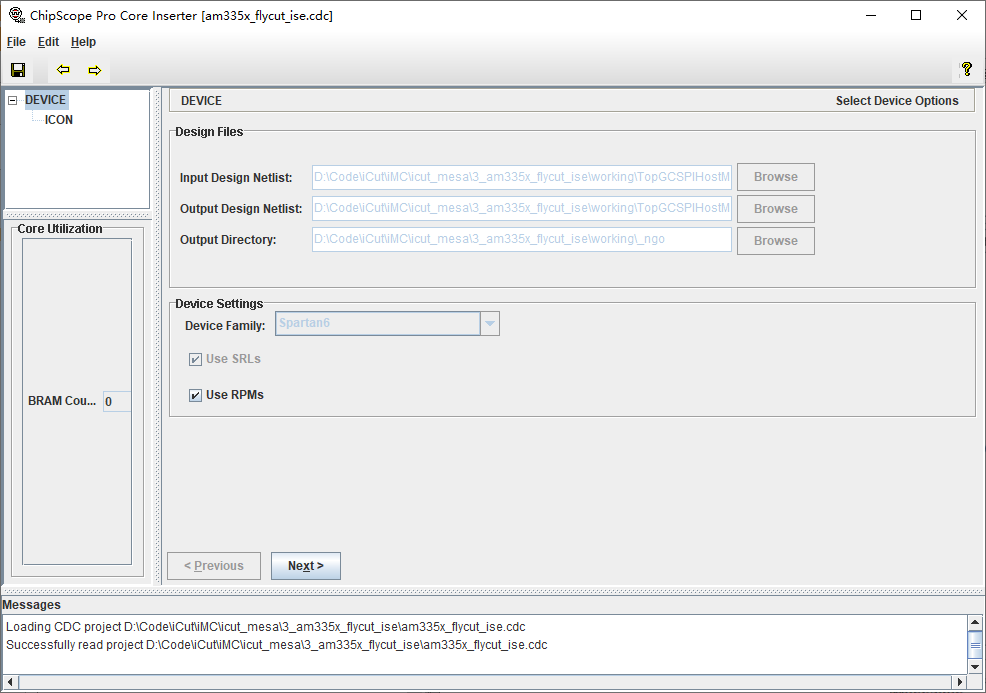 ChipScope Pro Core Inserter [am335x_flycut_ise.cdc]
File Edit Help
DEVICE
ICON
Core Utilization
BRAM Cou... 0
DEVICE Select Device Options
Design Files
Input Design Netlist: D:\Code\iCut\iMC\icut_mesa\3_am335x_flycut_ise\working\TopGCSPIHostM Browse
Output Design Netlist: D:\Code\iCut\iMC\icut_mesa\3_am335x_flycut_ise\working\TopGCSPIHostM Browse
Output Directory: D:\Code\iCut\iMC\icut_mesa\3_am335x_flycut_ise\working\_ngo Browse
Device Settings
Device Family: Spartan6
Use SRLs
Use RPMs
< Previous Next >
Messages
Loading CDC project D:\Code\iCut\iMC\icut_mesa\3_am335x_flycut_ise\am335x_flycut_ise.cdc
Successfully read project D:\Code\iCut\iMC\icut_mesa\3_am335x_flycut_ise\am335x_flycut_ise.cdc